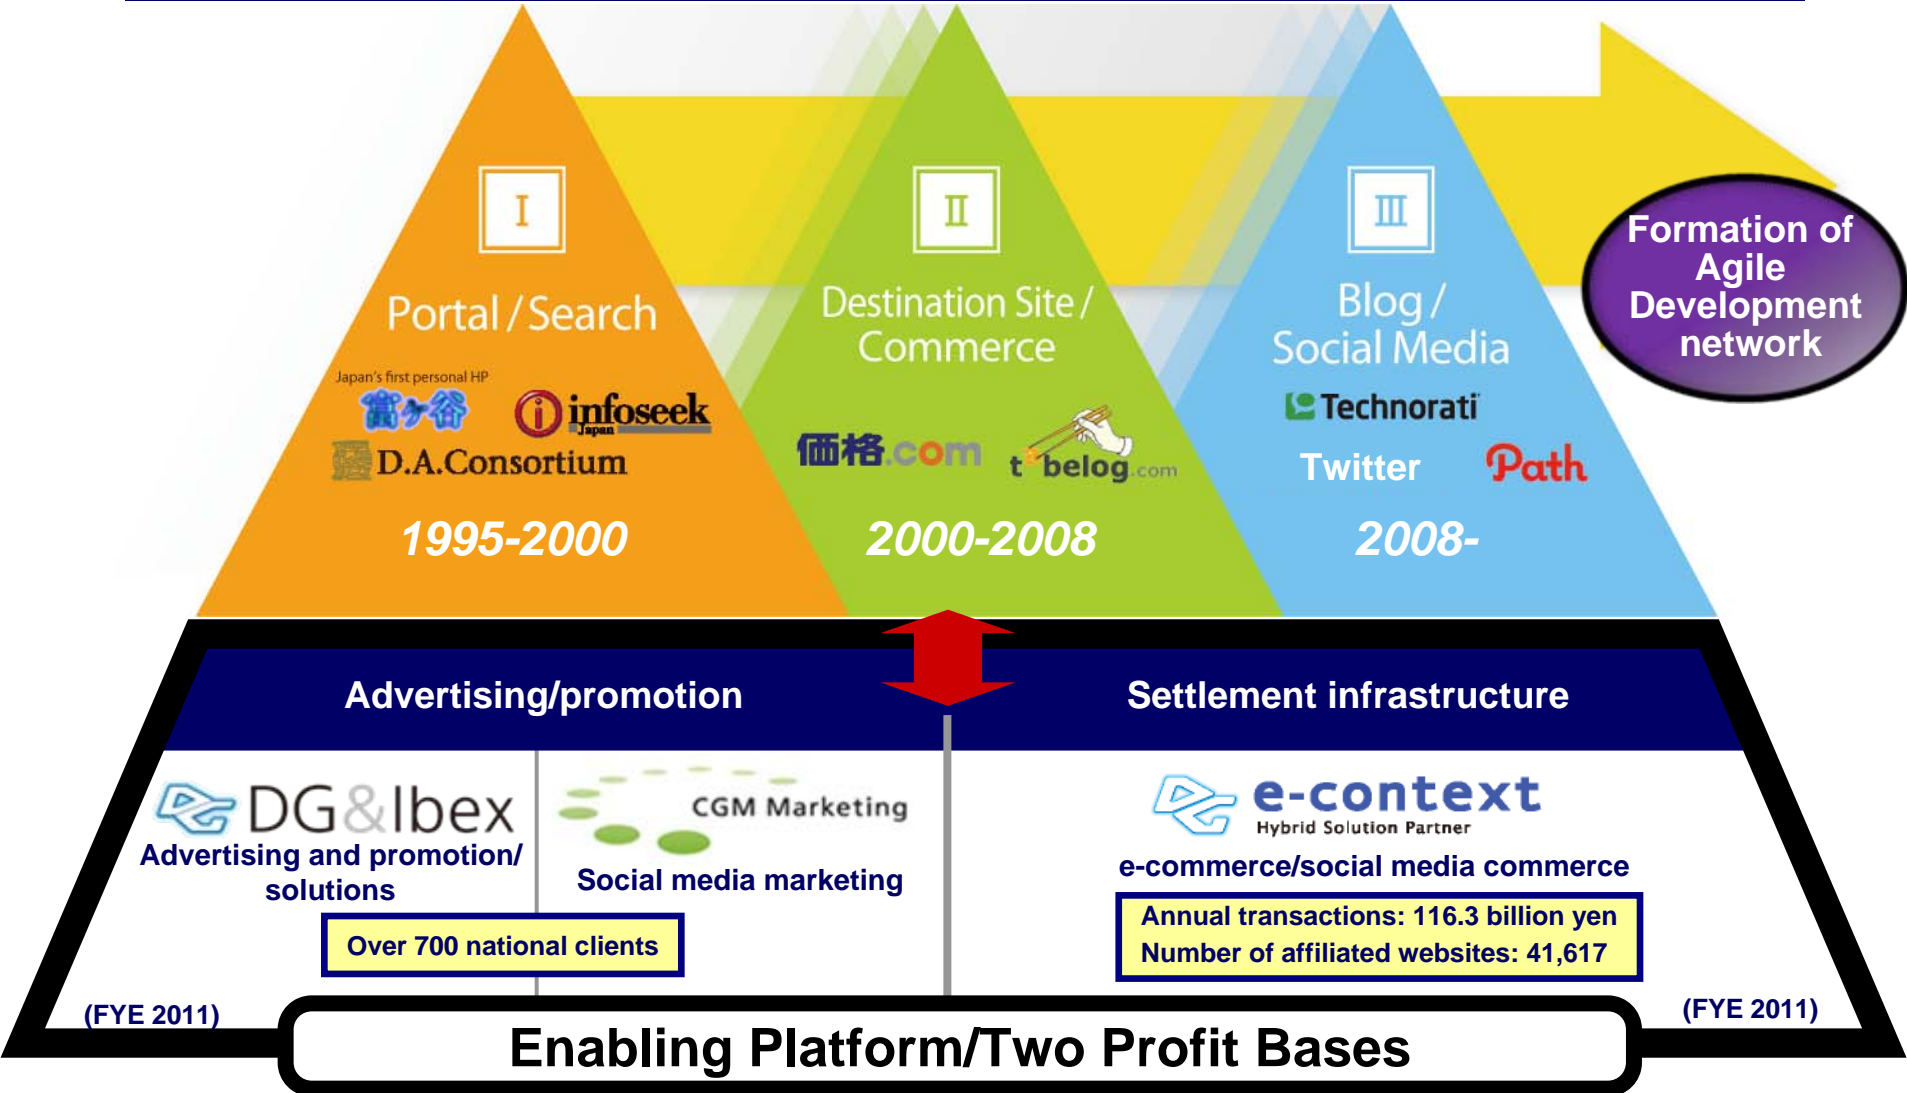 I
Portal / Search
Japan's first personal HP
富ヶ谷
infoseek
Japan
D.A.Consortium
1995-2000
II
Destination Site /
Commerce
価格.com
tabelog.com
2000-2008
III
Blog /
Social Media
Technorati
Twitter
Path
2008-
Formation of
Agile
Development
network
Advertising/promotion
Settlement infrastructure
DG&Ibex
Advertising and promotion/
solutions
CGM Marketing
Social media marketing
Over 700 national clients
e-context
Hybrid Solution Partner
e-commerce/social media commerce
Annual transactions: 116.3 billion yen
Number of affiliated websites: 41,617
(FYE 2011)
(FYE 2011)
Enabling Platform/Two Profit Bases